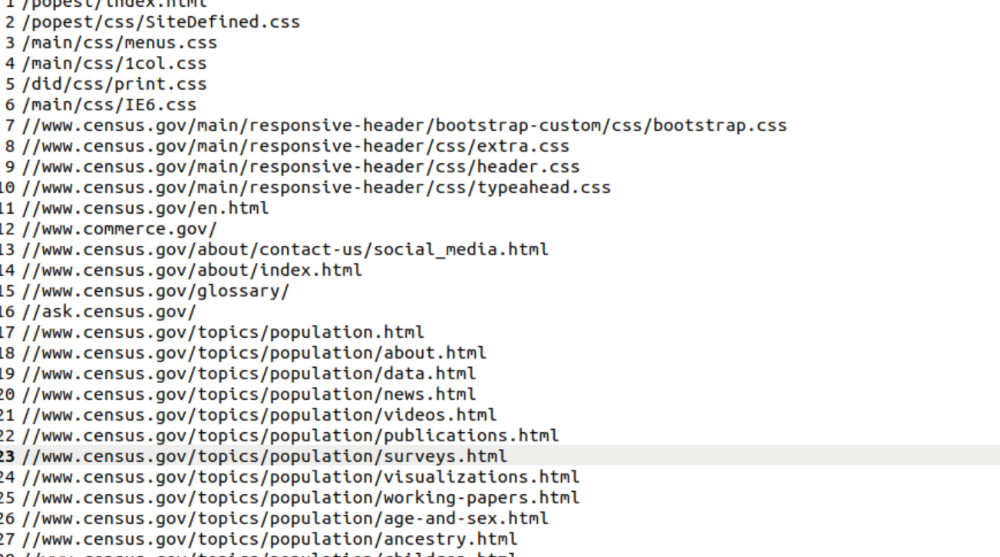 1 /popest/index.html
2 /popest/css/SiteDefined.css
3 /main/css/menus.css
4 /main/css/1col.css
5 /did/css/print.css
6 /main/css/IE6.css
7 //www.census.gov/main/responsive-header/bootstrap-custom/css/bootstrap.css
8 //www.census.gov/main/responsive-header/css/extra.css
9 //www.census.gov/main/responsive-header/css/header.css
10 //www.census.gov/main/responsive-header/css/typeahead.css
11 //www.census.gov/en.html
12 //www.commerce.gov/
13 //www.census.gov/about/contact-us/social_media.html
14 //www.census.gov/about/index.html
15 //www.census.gov/glossary/
16 //ask.census.gov/
17 //www.census.gov/topics/population.html
18 //www.census.gov/topics/population/about.html
19 //www.census.gov/topics/population/data.html
20 //www.census.gov/topics/population/news.html
21 //www.census.gov/topics/population/videos.html
22 //www.census.gov/topics/population/publications.html
23 //www.census.gov/topics/population/surveys.html
24 //www.census.gov/topics/population/visualizations.html
25 //www.census.gov/topics/population/working-papers.html
26 //www.census.gov/topics/population/age-and-sex.html
27 //www.census.gov/topics/population/ancestry.html
28 //www.census.gov/topics/population/children.html